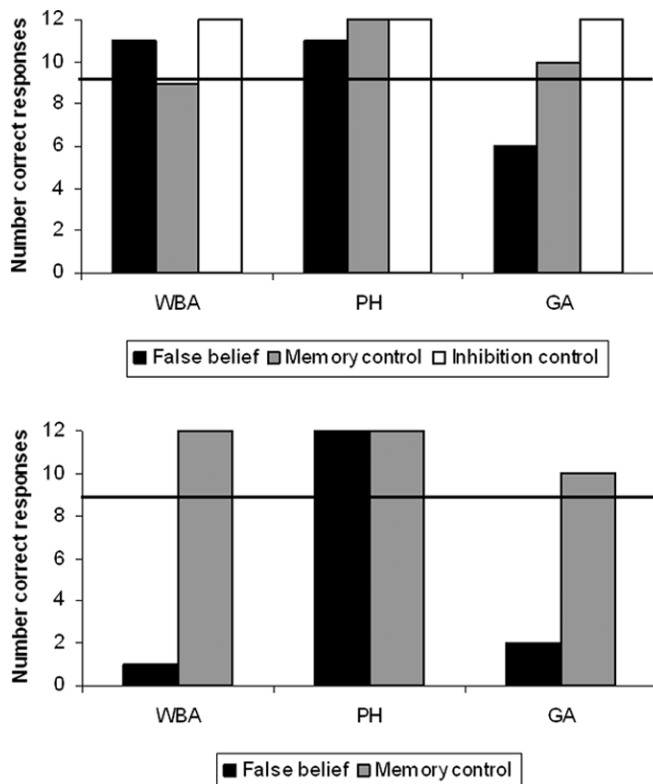 Number correct responses
12
10
8
6
4
2
0
WBA PH GA
False belief Memory control Inhibition control
Number correct responses
12
10
8
6
4
2
0
WBA PH GA
False belief Memory control